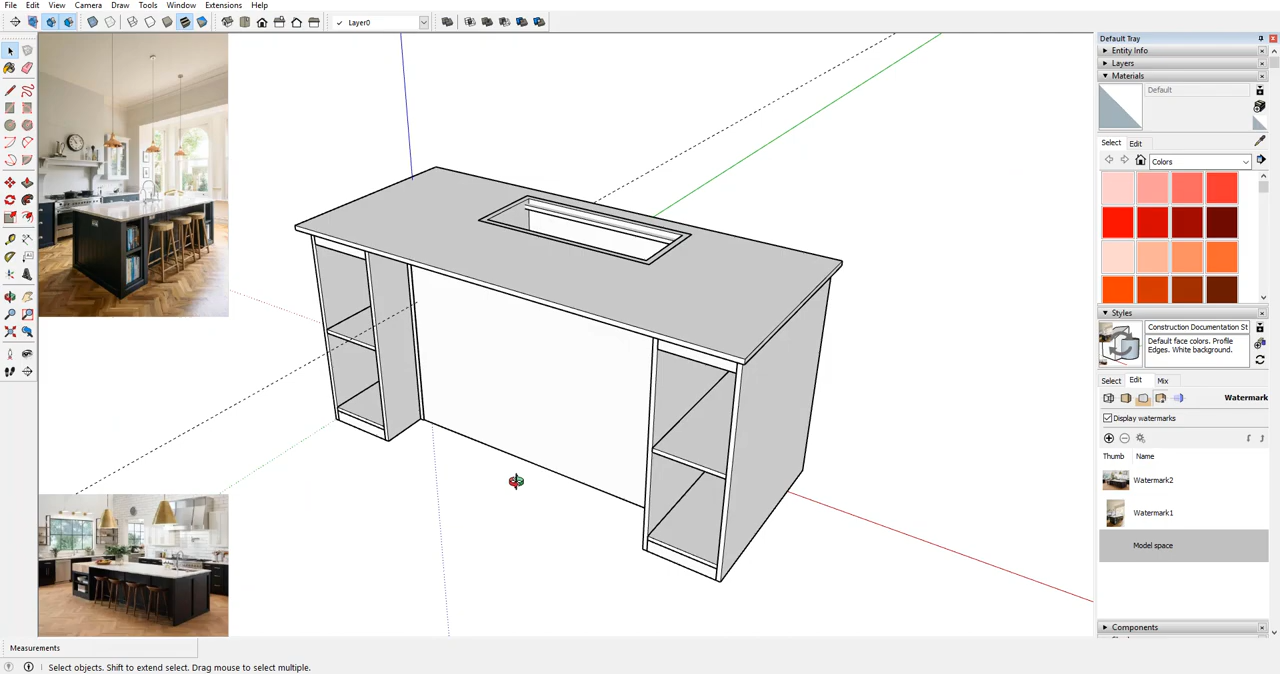 File Edit View Camera Draw Tools Window Extensions Help
✓ Layer0
Default Tray
Entity Info
Layers
Materials
Default
Select Edit
Colors
Styles
Construction Documentation St
Default face colors. Profile
Edges. White background.
Select Edit Mix
Watermark
Display watermarks
Thumb Name
Watermark2
Watermark1
Model space
Components
Measurements
Select objects. Shift to extend select. Drag mouse to select multiple.